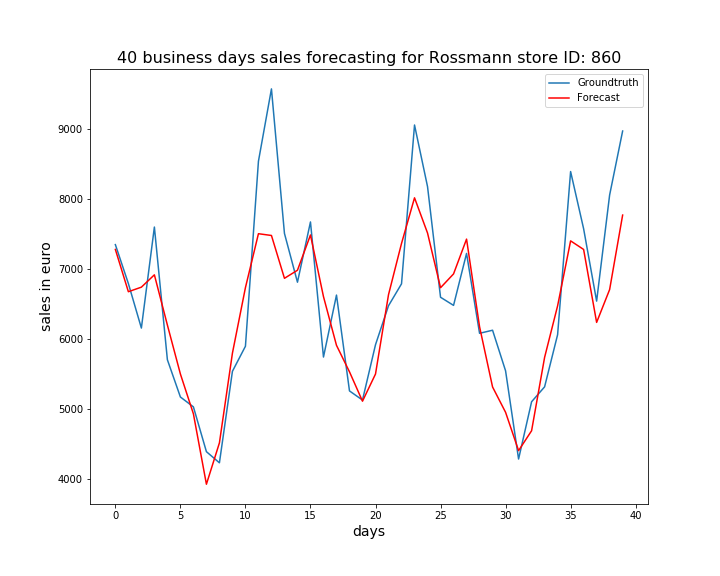 40 business days sales forecasting for Rossmann store ID: 860
Groundtruth
Forecast
sales in euro
9000
8000
7000
6000
5000
4000
0 5 10 15 20 25 30 35 40
days